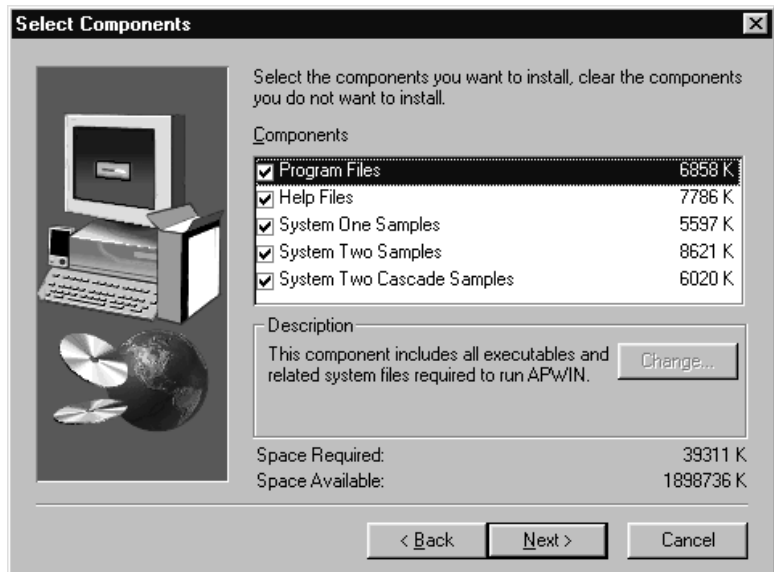 Select Components
Select the components you want to install, clear the components
you do not want to install.
Components
Program Files 6858 K
Help Files 7786 K
System One Samples 5597 K
System Two Samples 8621 K
System Two Cascade Samples 6020 K
Description
This component includes all executables and
related system files required to run APWIN.
Change...
Space Required: 39311 K
Space Available: 1898736 K
< Back Next > Cancel